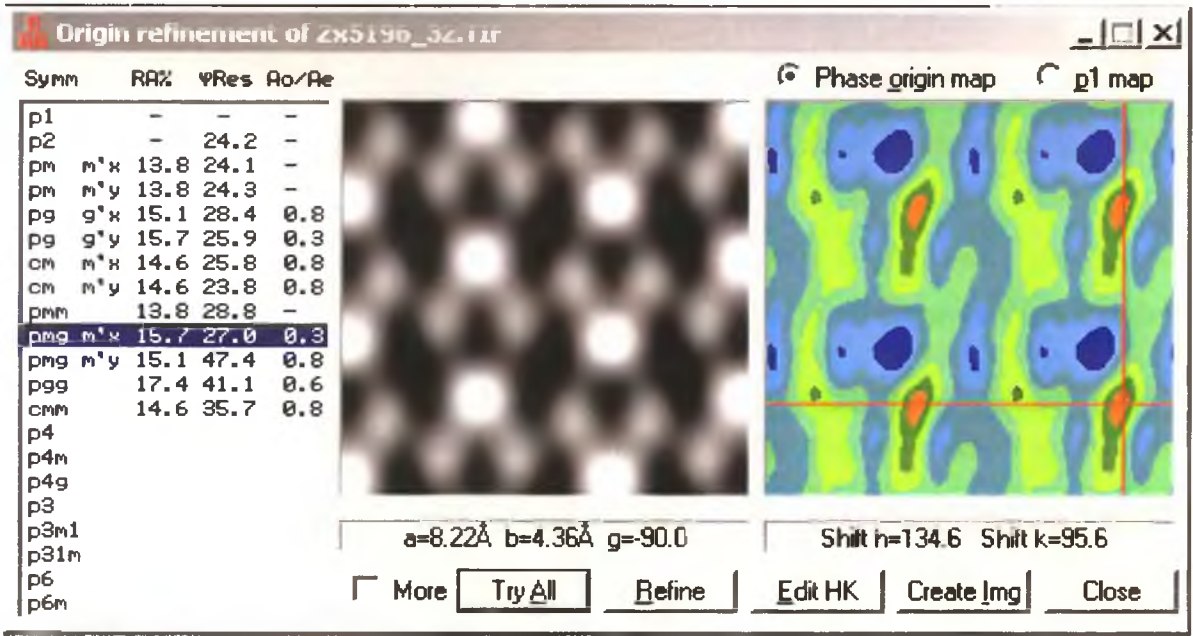 Origin refinement of
Symm RA% φRes Ao/Ae
Phase origin map p1 map
p1 - - -
p2 - 24.2 -
pm m'x 13.8 24.1 -
pm m'y 13.8 24.3 -
pg g'x 15.1 28.4 0.8
pg g'y 15.7 25.9 0.3
cm m'x 14.6 25.8 0.8
cm m'y 14.6 23.8 0.8
pmm 13.8 28.8 -
pmg m'x 15.7 27.0 0.3
pmg m'y 15.1 47.4 0.8
pgg 17.4 41.1 0.6
cmm 14.6 35.7 0.8
p4
p4m
p4g
p3
p3m1
p31m
p6
p6m
a=8.22Å b=4.36Å g=-90.0
Shift h=134.6 Shift k=95.6
More Try All Refine Edit HK Create Img Close